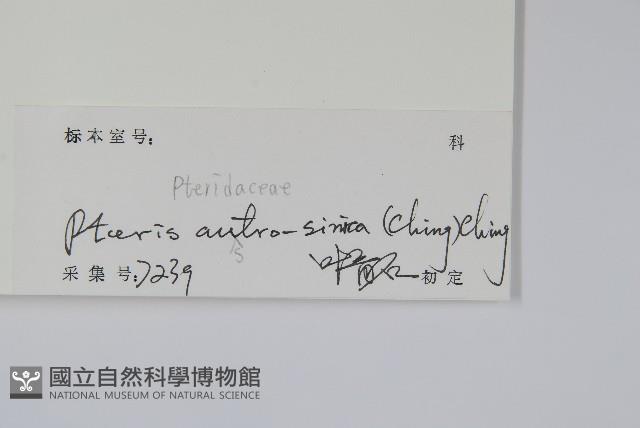 标本室号: 科
Pteridaceae
Pteris autro-sinica (Ching) Ching
s
采集号: 7239 初定
國立自然科學博物館
NATIONAL MUSEUM OF NATURAL SCIENCE